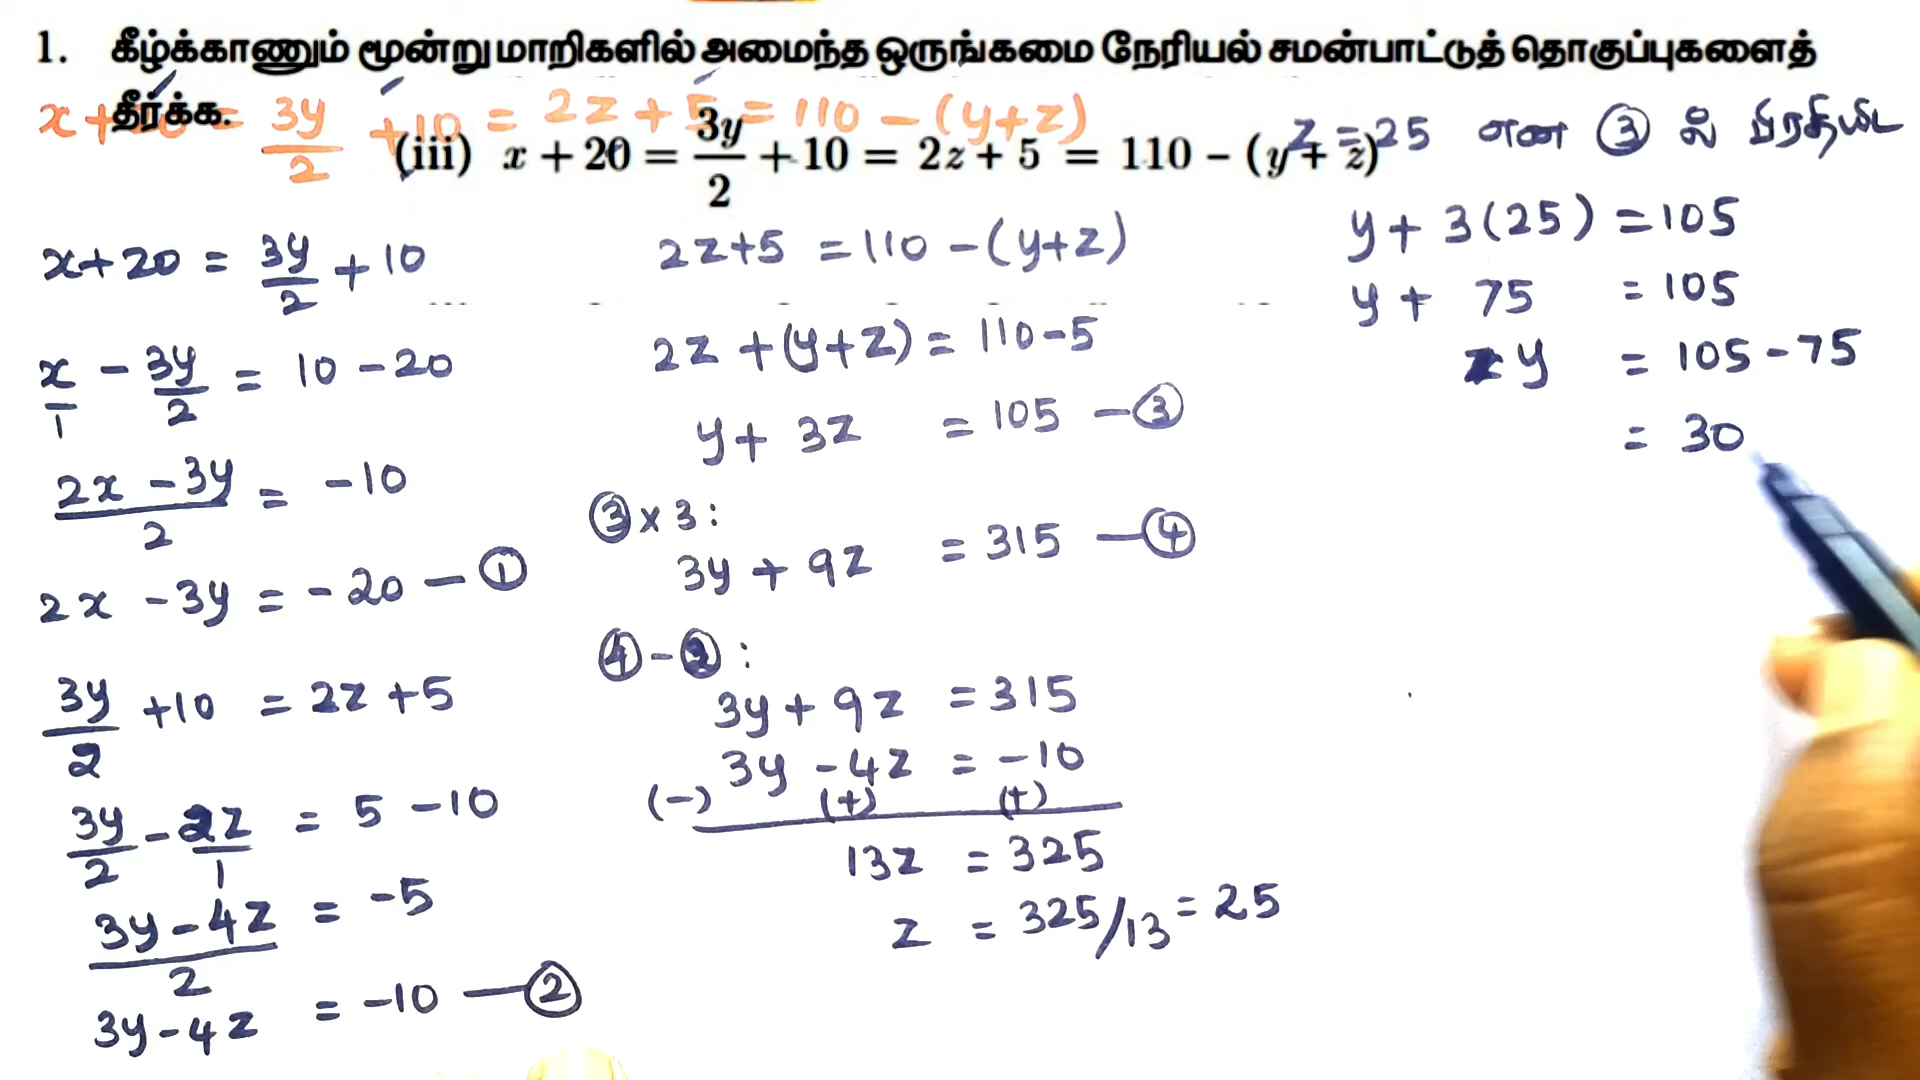 1. கீழ்க்காணும் மூன்று மாறிகளில் அமைந்த ஒருங்கமை நேரியல் சமன்பாட்டுத் தொகுப்புகளைத்
தீர்க்க.
(iii) x + 20 = 3y/2 + 10 = 2z + 5 = 110 − (y + z)
x + 20 = 3y/2 + 10 = 2z + 5 = 110 − (y+z)
x+20 = 3y/2 + 10
x/1 − 3y/2 = 10 − 20
2x − 3y/2 = −10
2x − 3y = −20 — ①
3y/2 + 10 = 2z + 5
3y/2 − 2z/1 = 5 − 10
3y − 4z/2 = −5
3y − 4z = −10 — ②
2z+5 = 110 − (y+z)
2z + (y+z) = 110 − 5
y + 3z = 105 — ③
③ x 3:
3y + 9z = 315 — ④
④ − ② :
3y + 9z = 315
3y − 4z = −10
(−) (+) (+)
13z = 325
z = 325/13 = 25
z = 25 என ③ ல் பிரதியிட
y + 3(25) = 105
y + 75 = 105
y = 105 − 75
= 30